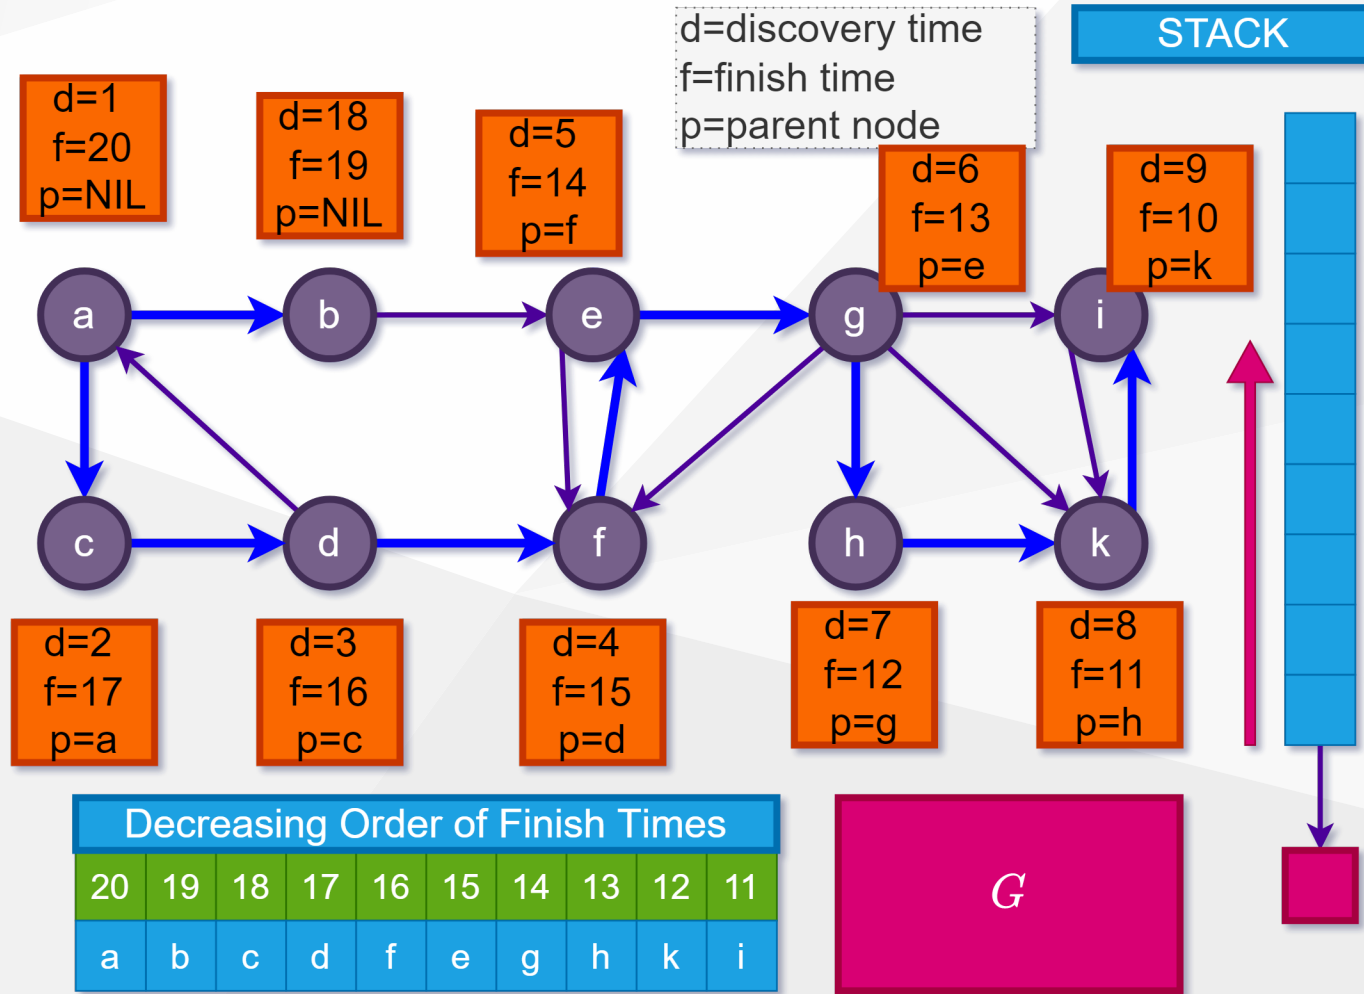 d=discovery time
f=finish time
p=parent node
STACK
d=1
f=20
p=NIL
d=18
f=19
p=NIL
d=5
f=14
p=f
d=6
f=13
p=e
d=9
f=10
p=k
a
b
e
g
i
c
d
f
h
k
d=2
f=17
p=a
d=3
f=16
p=c
d=4
f=15
p=d
d=7
f=12
p=g
d=8
f=11
p=h
Decreasing Order of Finish Times
20 19 18 17 16 15 14 13 12 11
a b c d f e g h k i
G